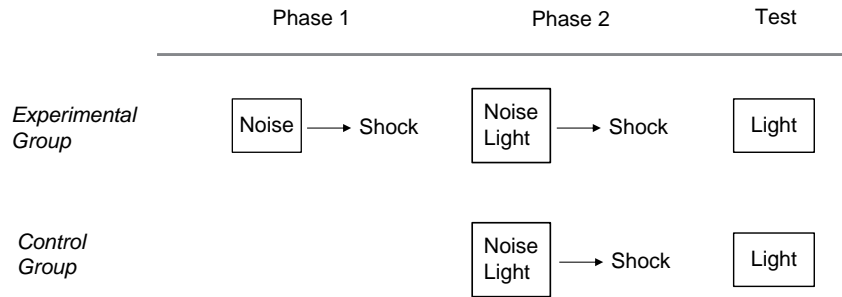 Phase 1 Phase 2 Test
Experimental
Group
Noise Shock
Noise
Light
Shock
Light
Control
Group
Noise
Light
Shock
Light